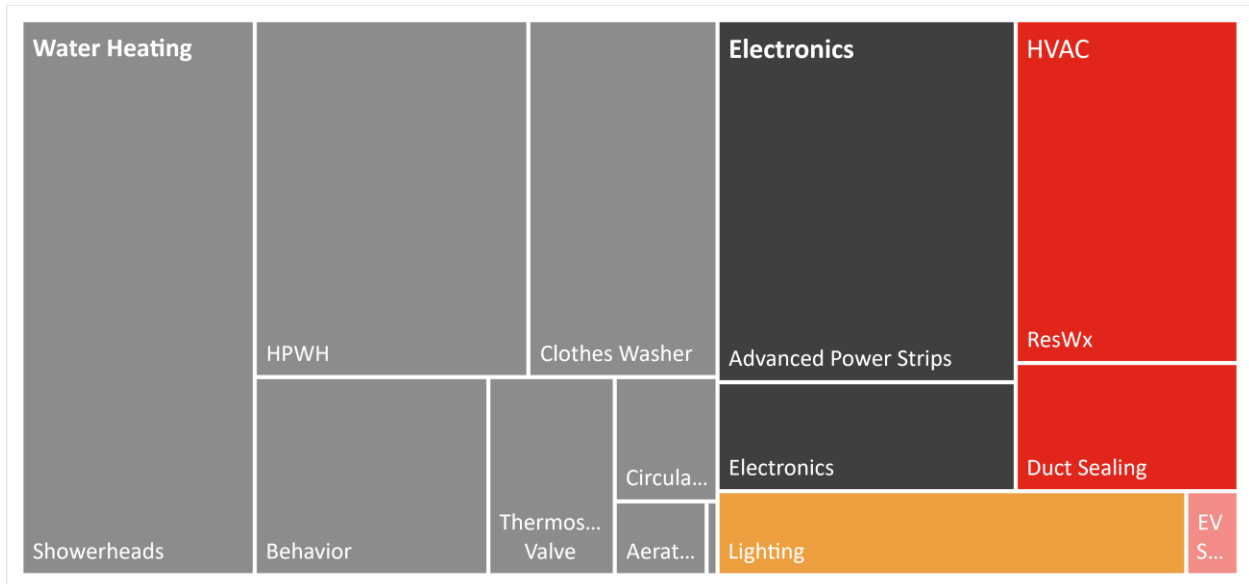 Water Heating
Showerheads
HPWH
Clothes Washer
Behavior
Thermos...
Valve
Circula...
Aerat...
Electronics
Advanced Power Strips
Electronics
HVAC
ResWx
Duct Sealing
Lighting
EV
S...